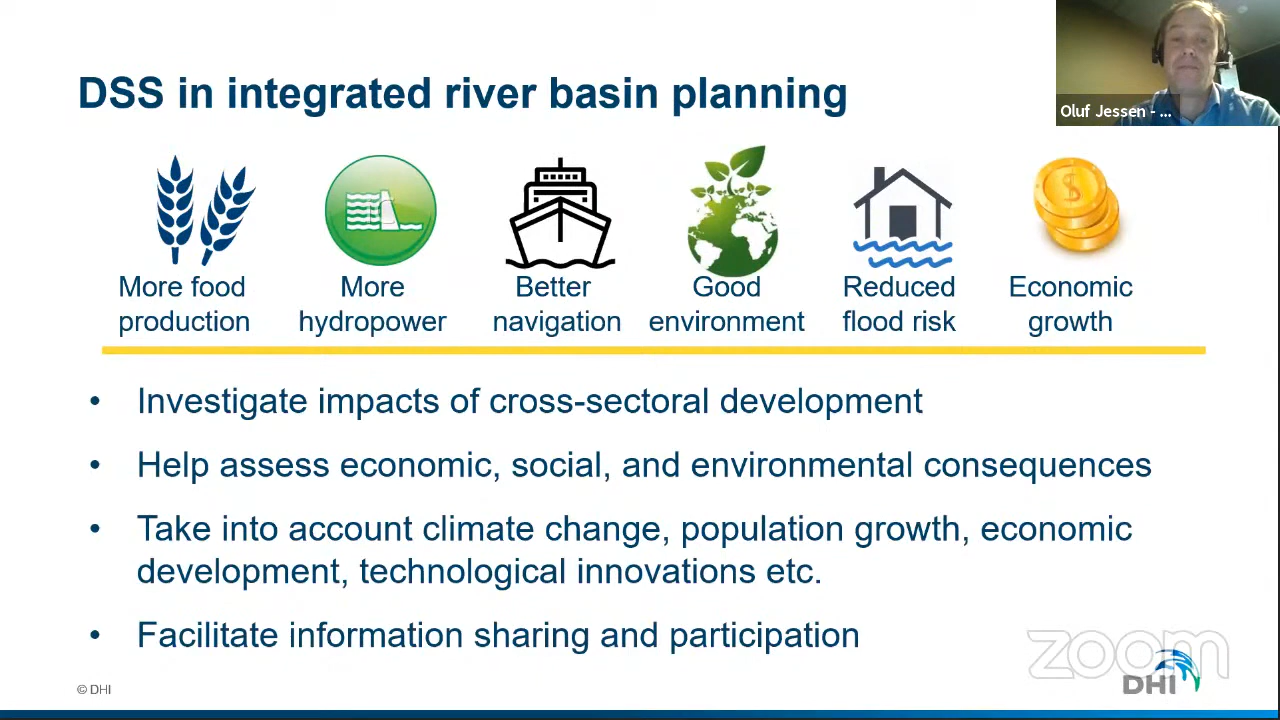 DSS in integrated river basin planning
Oluf Jessen - ...
More food
production
More
hydropower
Better
navigation
Good
environment
Reduced
flood risk
Economic
growth
• Investigate impacts of cross-sectoral development
• Help assess economic, social, and environmental consequences
• Take into account climate change, population growth, economic
development, technological innovations etc.
• Facilitate information sharing and participation
zoom
© DHI
DHI